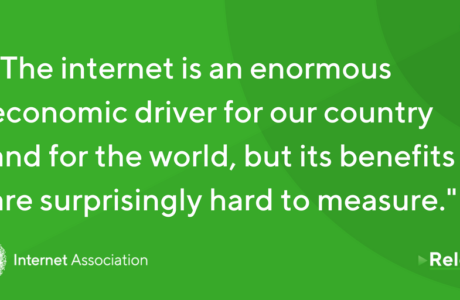 The internet is an enormous
economic driver for our country
and for the world, but its benefits
are surprisingly hard to measure."
Internet Association
Rel